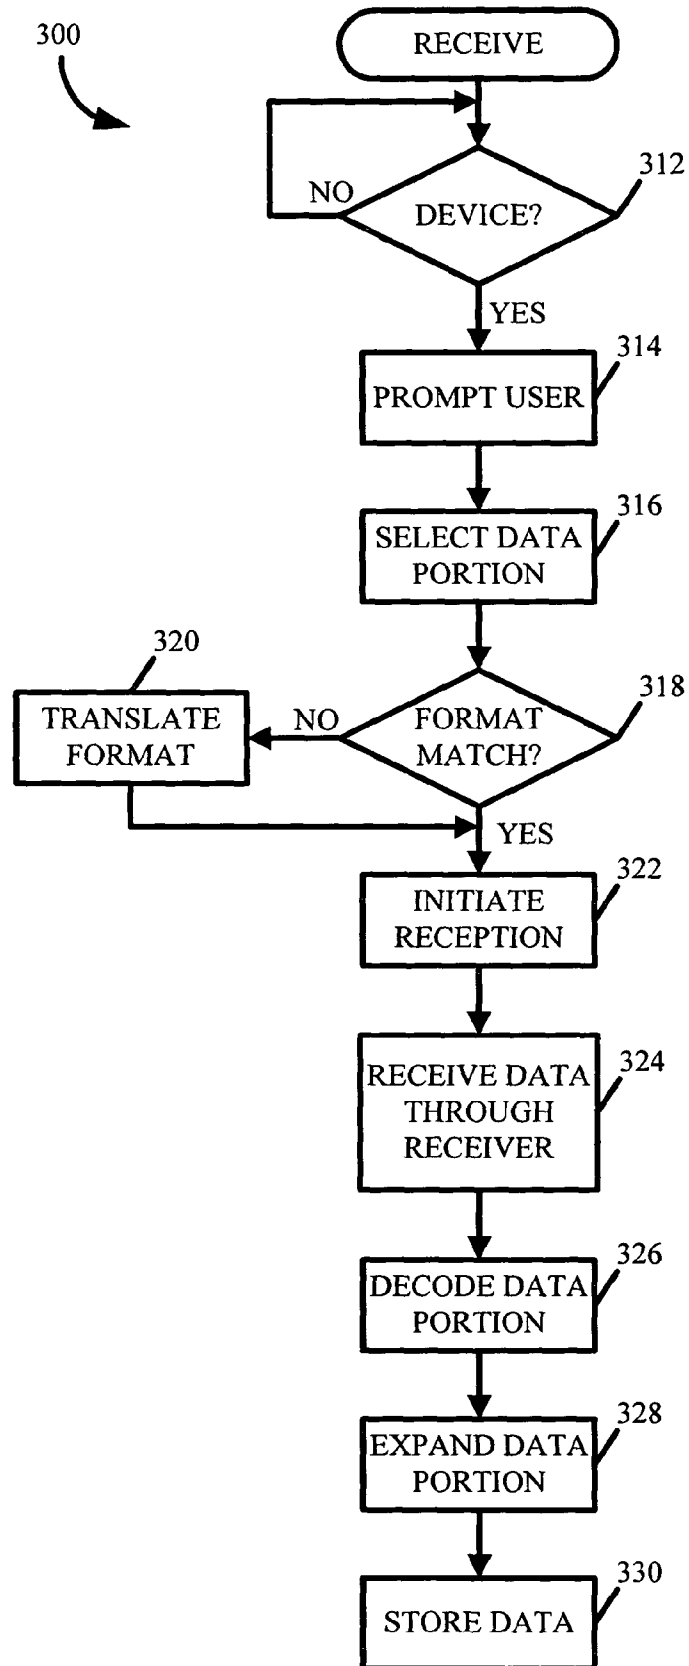 300
RECEIVE
312
NO
DEVICE?
YES
314
PROMPT USER
316
SELECT DATA
PORTION
320
318
TRANSLATE
FORMAT
NO
FORMAT
MATCH?
YES
322
INITIATE
RECEPTION
324
RECEIVE DATA
THROUGH
RECEIVER
326
DECODE DATA
PORTION
328
EXPAND DATA
PORTION
330
STORE DATA